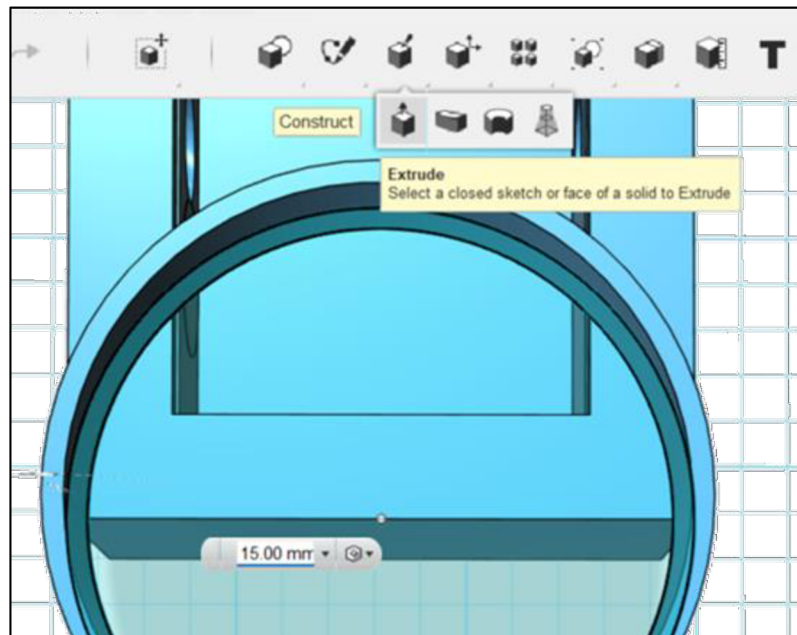 T
Construct
Extrude
Select a closed sketch or face of a solid to Extrude
15.00 mm